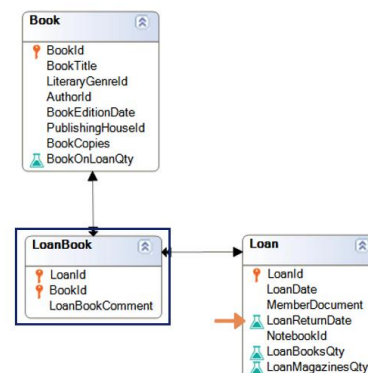 Book
BookId
BookTitle
LiteraryGenreId
AuthorId
BookEditionDate
PublishingHouseId
BookCopies
BookOnLoanQty
LoanBook
LoanId
BookId
LoanBookComment
Loan
LoanId
LoanDate
MemberDocument
LoanReturnDate
NotebookId
LoanBooksQty
LoanMagazinesQty